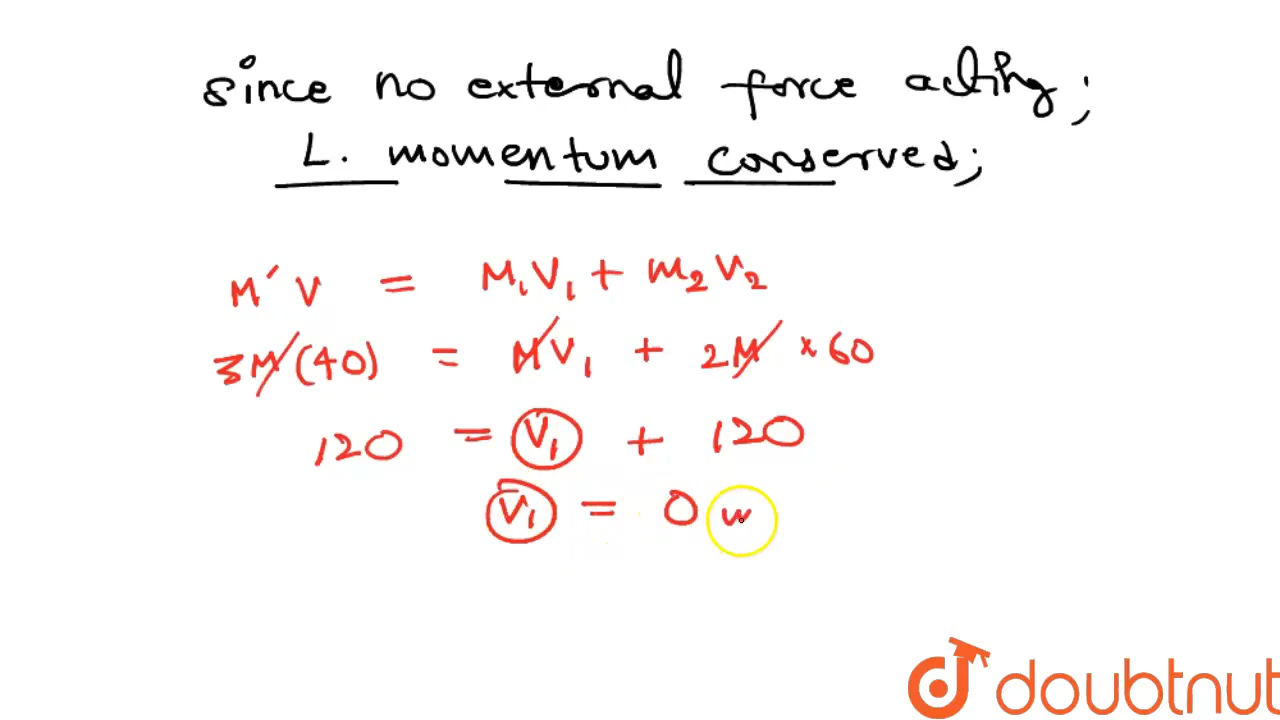 since no external force acting;
L. momentum conserved;
M'V = M₁V₁ + m₂V₂
3M(40) = MV₁ + 2M × 60
120 = V₁ + 120
V₁ = 0 m
doubtnut